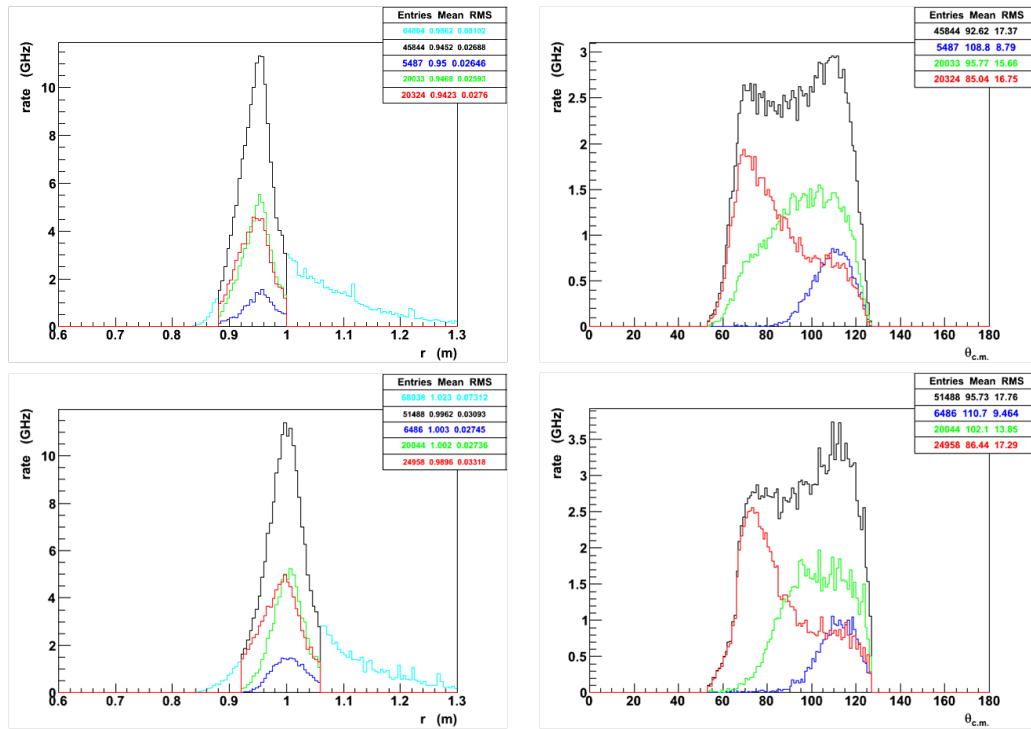 Entries Mean RMS
64804 0.9562 0.08102
45844 0.9452 0.02688
5487 0.95 0.02646
20033 0.9468 0.02593
20324 0.9423 0.0276
rate (GHz)
10
8
6
4
2
0
0.6 0.7 0.8 0.9 1 1.1 1.2 1.3
r (m)
Entries Mean RMS
45844 92.62 17.37
5487 108.8 8.79
20033 95.77 15.66
20324 85.04 16.75
rate (GHz)
3
2.5
2
1.5
1
0.5
0
0 20 40 60 80 100 120 140 160 180
θc.m.
Entries Mean RMS
68038 1.023 0.07312
51488 0.9962 0.03093
6486 1.003 0.02745
20044 1.002 0.02736
24958 0.9896 0.03318
rate (GHz)
10
8
6
4
2
0
0.6 0.7 0.8 0.9 1 1.1 1.2 1.3
r (m)
Entries Mean RMS
51488 95.73 17.76
6486 110.7 9.464
20044 102.1 13.85
24958 86.44 17.29
rate (GHz)
3.5
3
2.5
2
1.5
1
0.5
0
0 20 40 60 80 100 120 140 160 180
θc.m.